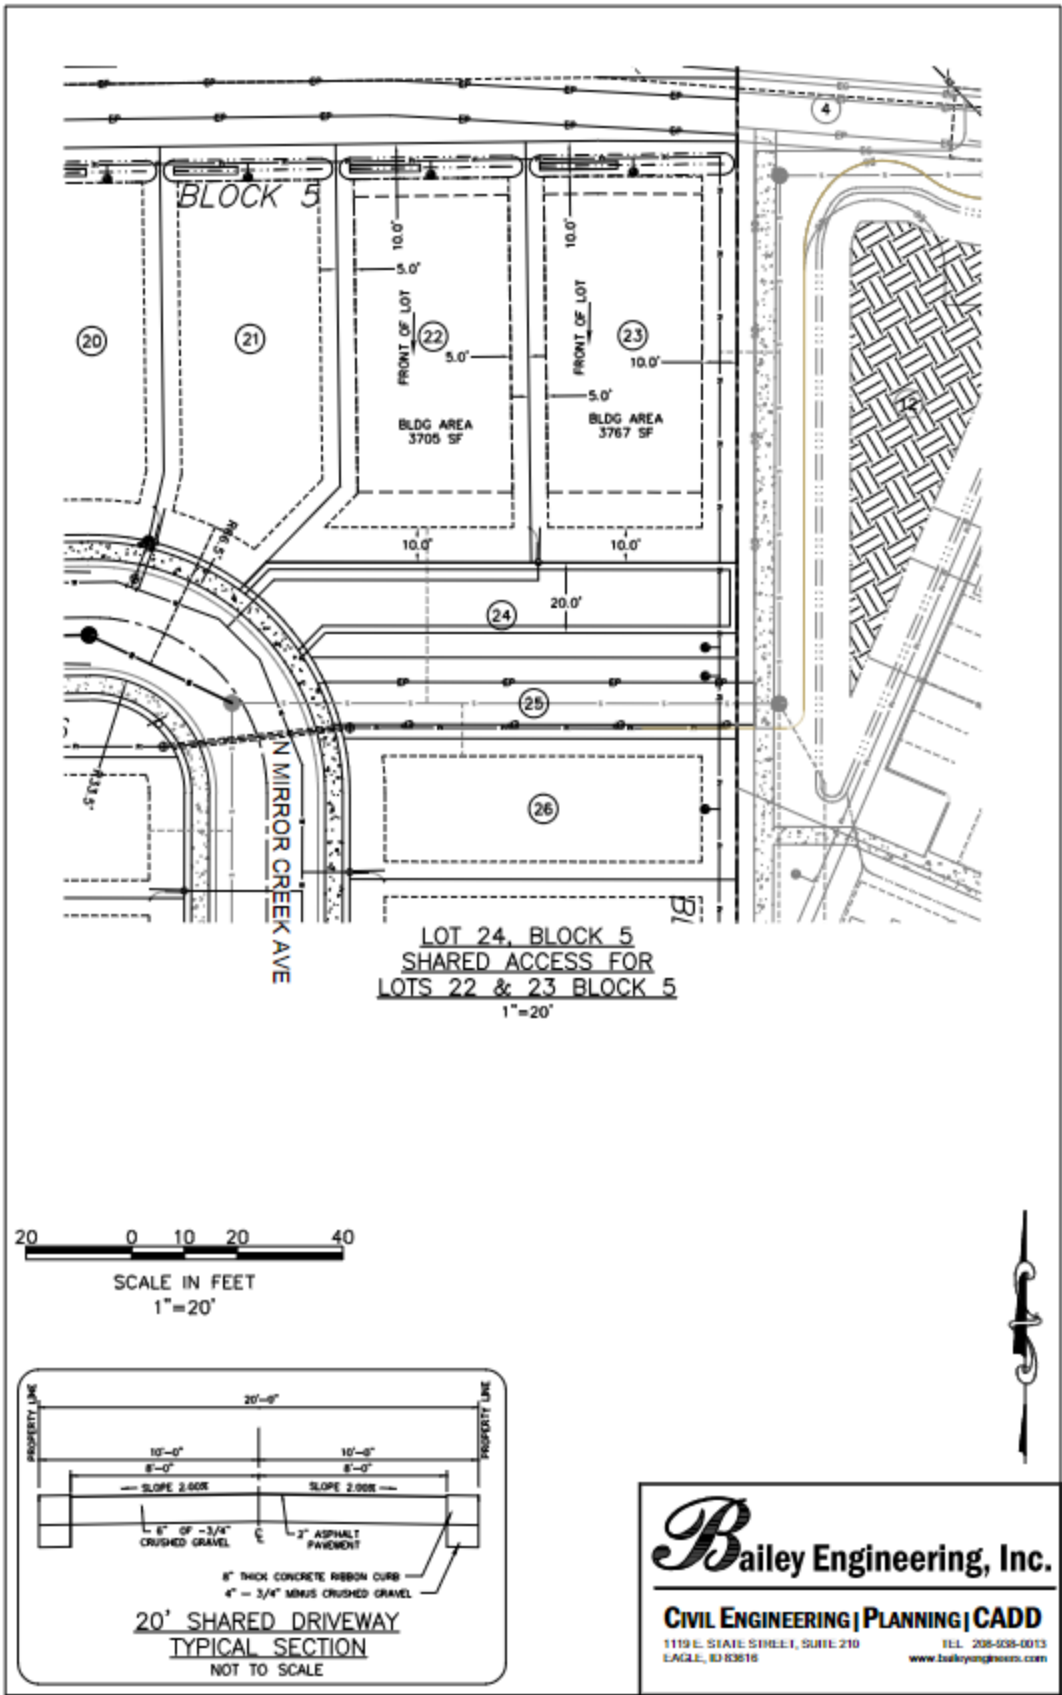 4
BLOCK 5
10.0'
10.0'
5.0'
FRONT OF LOT
FRONT OF LOT
20
21
22
23
5.0'
10.0'
5.0'
12
BLDG AREA
3705 SF
BLDG AREA
3767 SF
R66.5'
10.0'
10.0'
24
20.0'
EP EP EP EP
25
R33.5'
N MIRROR CREEK AVE
26
BL
LOT 24, BLOCK 5
SHARED ACCESS FOR
LOTS 22 & 23 BLOCK 5
1"=20'
20 0 10 20 40
SCALE IN FEET
1"=20'
PROPERTY LINE
PROPERTY LINE
20'-0"
10'-0" 10'-0"
8'-0" 8'-0"
SLOPE 2.00% SLOPE 2.00%
6" OF -3/4"
CRUSHED GRAVEL
2" ASPHALT
PAVEMENT
8" THICK CONCRETE RIBBON CURB
4" - 3/4" MINUS CRUSHED GRAVEL
20' SHARED DRIVEWAY
TYPICAL SECTION
NOT TO SCALE
Bailey Engineering, Inc.
CIVIL ENGINEERING | PLANNING | CADD
1119 E. STATE STREET, SUITE 210 TEL 208-938-0013
EAGLE, ID 83616 www.baileyengineers.com